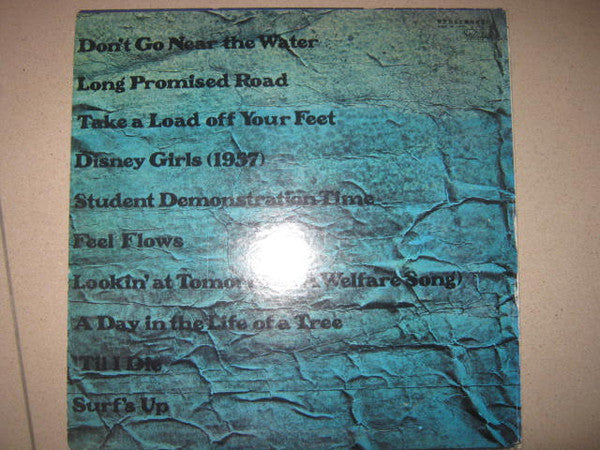 Don't Go Near the Water
Long Promised Road
Take a Load off Your Feet
Disney Girls (1957)
Student Demonstration Time
Feel Flows
Lookin' at Tomorrow (A Welfare Song)
A Day in the Life of a Tree
'Til I Die
Surf's Up